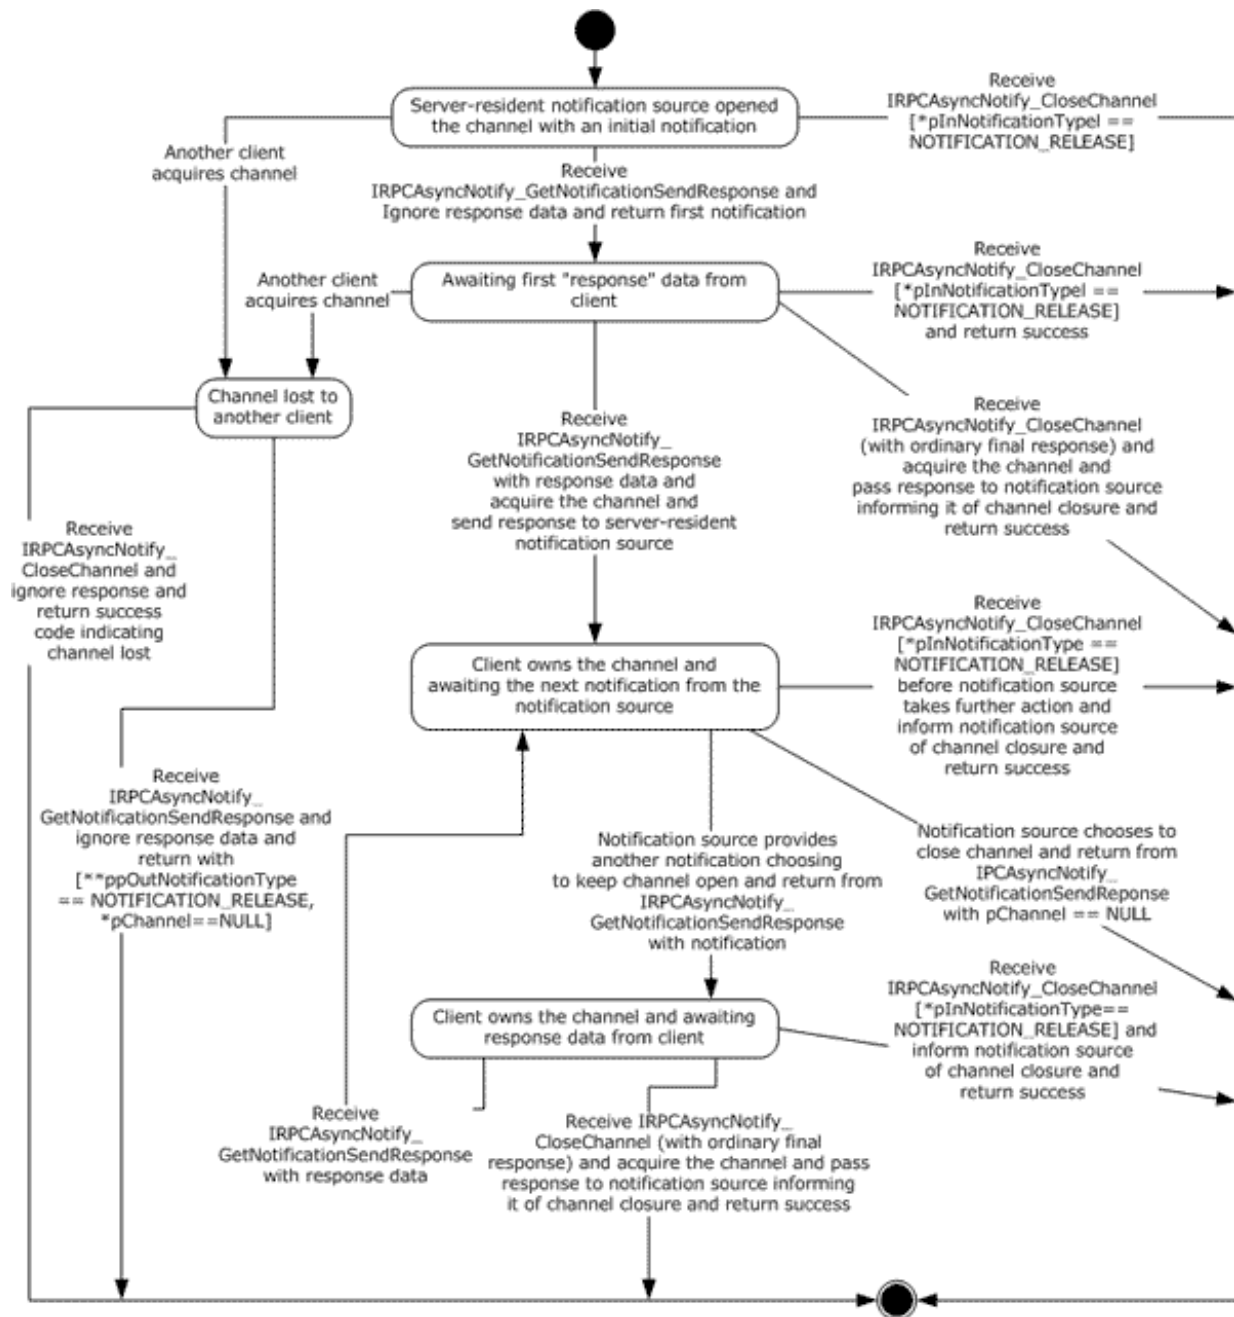 Server-resident notification source opened
the channel with an initial notification
Receive
IRPCAsyncNotify_CloseChannel
[*pInNotificationTypel ==
NOTIFICATION_RELEASE]
Another client
acquires channel
Receive
IRPCAsyncNotify_GetNotificationSendResponse and
Ignore response data and return first notification
Another client
acquires channel
Awaiting first "response" data from
client
Receive
IRPCAsyncNotify_CloseChannel
[*pInNotificationTypel ==
NOTIFICATION_RELEASE]
and return success
Channel lost to
another client
Receive
IRPCAsyncNotify_
GetNotificationSendResponse
with response data and
acquire the channel and
send response to server-resident
notification source
Receive
IRPCAsyncNotify_CloseChannel
(with ordinary final response) and
acquire the channel and
pass response to notification source
informing it of channel closure and
return success
Receive
IRPCAsyncNotify_
CloseChannel and
ignore response and
return success
code indicating
channel lost
Client owns the channel and
awaiting the next notification from the
notification source
Receive
IRPCAsyncNotify_CloseChannel
[*pInNotificationType ==
NOTIFICATION_RELEASE]
before notification source
takes further action and
inform notification source
of channel closure and
return success
Receive
IRPCAsyncNotify_
GetNotificationSendResponse and
ignore response data and
return with
[**ppOutNotificationType
== NOTIFICATION_RELEASE,
*pChannel==NULL]
Notification source provides
another notification choosing
to keep channel open and return from
IRPCAsyncNotify_
GetNotificationSendResponse
with notification
Notification source chooses to
close channel and return from
IPCAsyncNotify_
GetNotificationSendReponse
with pChannel == NULL
Client owns the channel and awaiting
response data from client
Receive
IRPCAsyncNotify_CloseChannel
[*pInNotificationType==
NOTIFICATION_RELEASE] and
inform notification source
of channel closure and
return success
Receive
IRPCAsyncNotify_
GetNotificationSendResponse
with response data
Receive IRPCAsyncNotify_
CloseChannel (with ordinary final
response) and acquire the channel and pass
response to notification source informing
it of channel closure and return success